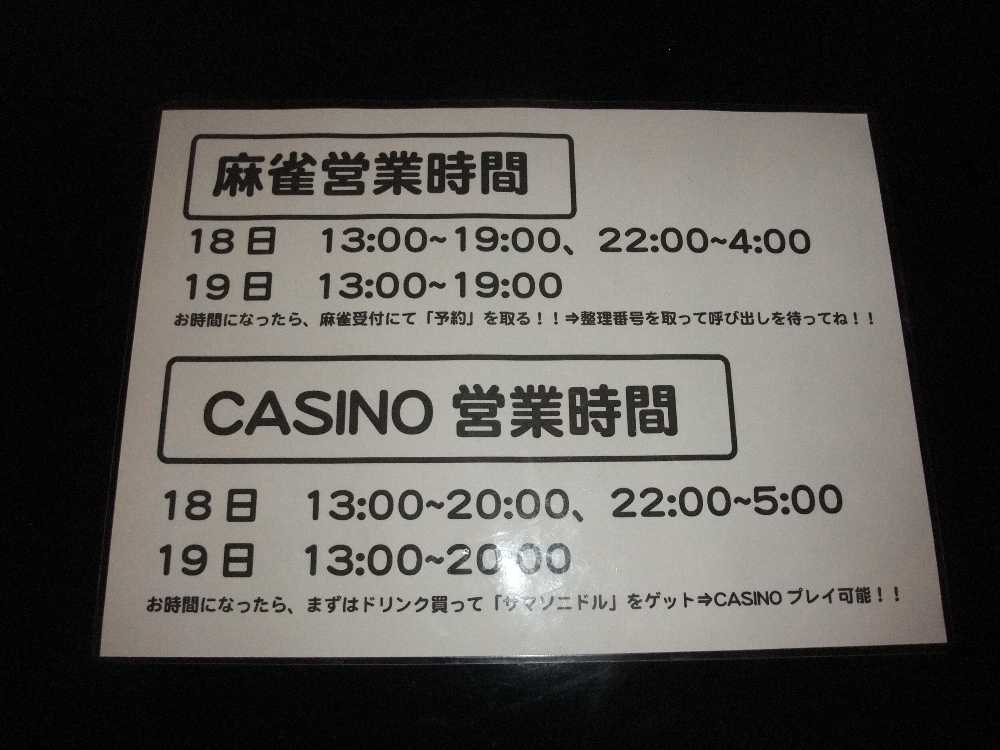 麻雀営業時間
18日 13:00~19:00、22:00~4:00
19日 13:00~19:00
お時間になったら、麻雀受付にて「予約」を取る！！⇒整理番号を取って呼び出しを待ってね！！
CASINO 営業時間
18日 13:00~20:00、22:00~5:00
19日 13:00~20:00
お時間になったら、まずはドリンク買って「サマソニドル」をゲット⇒CASINO プレイ可能！！